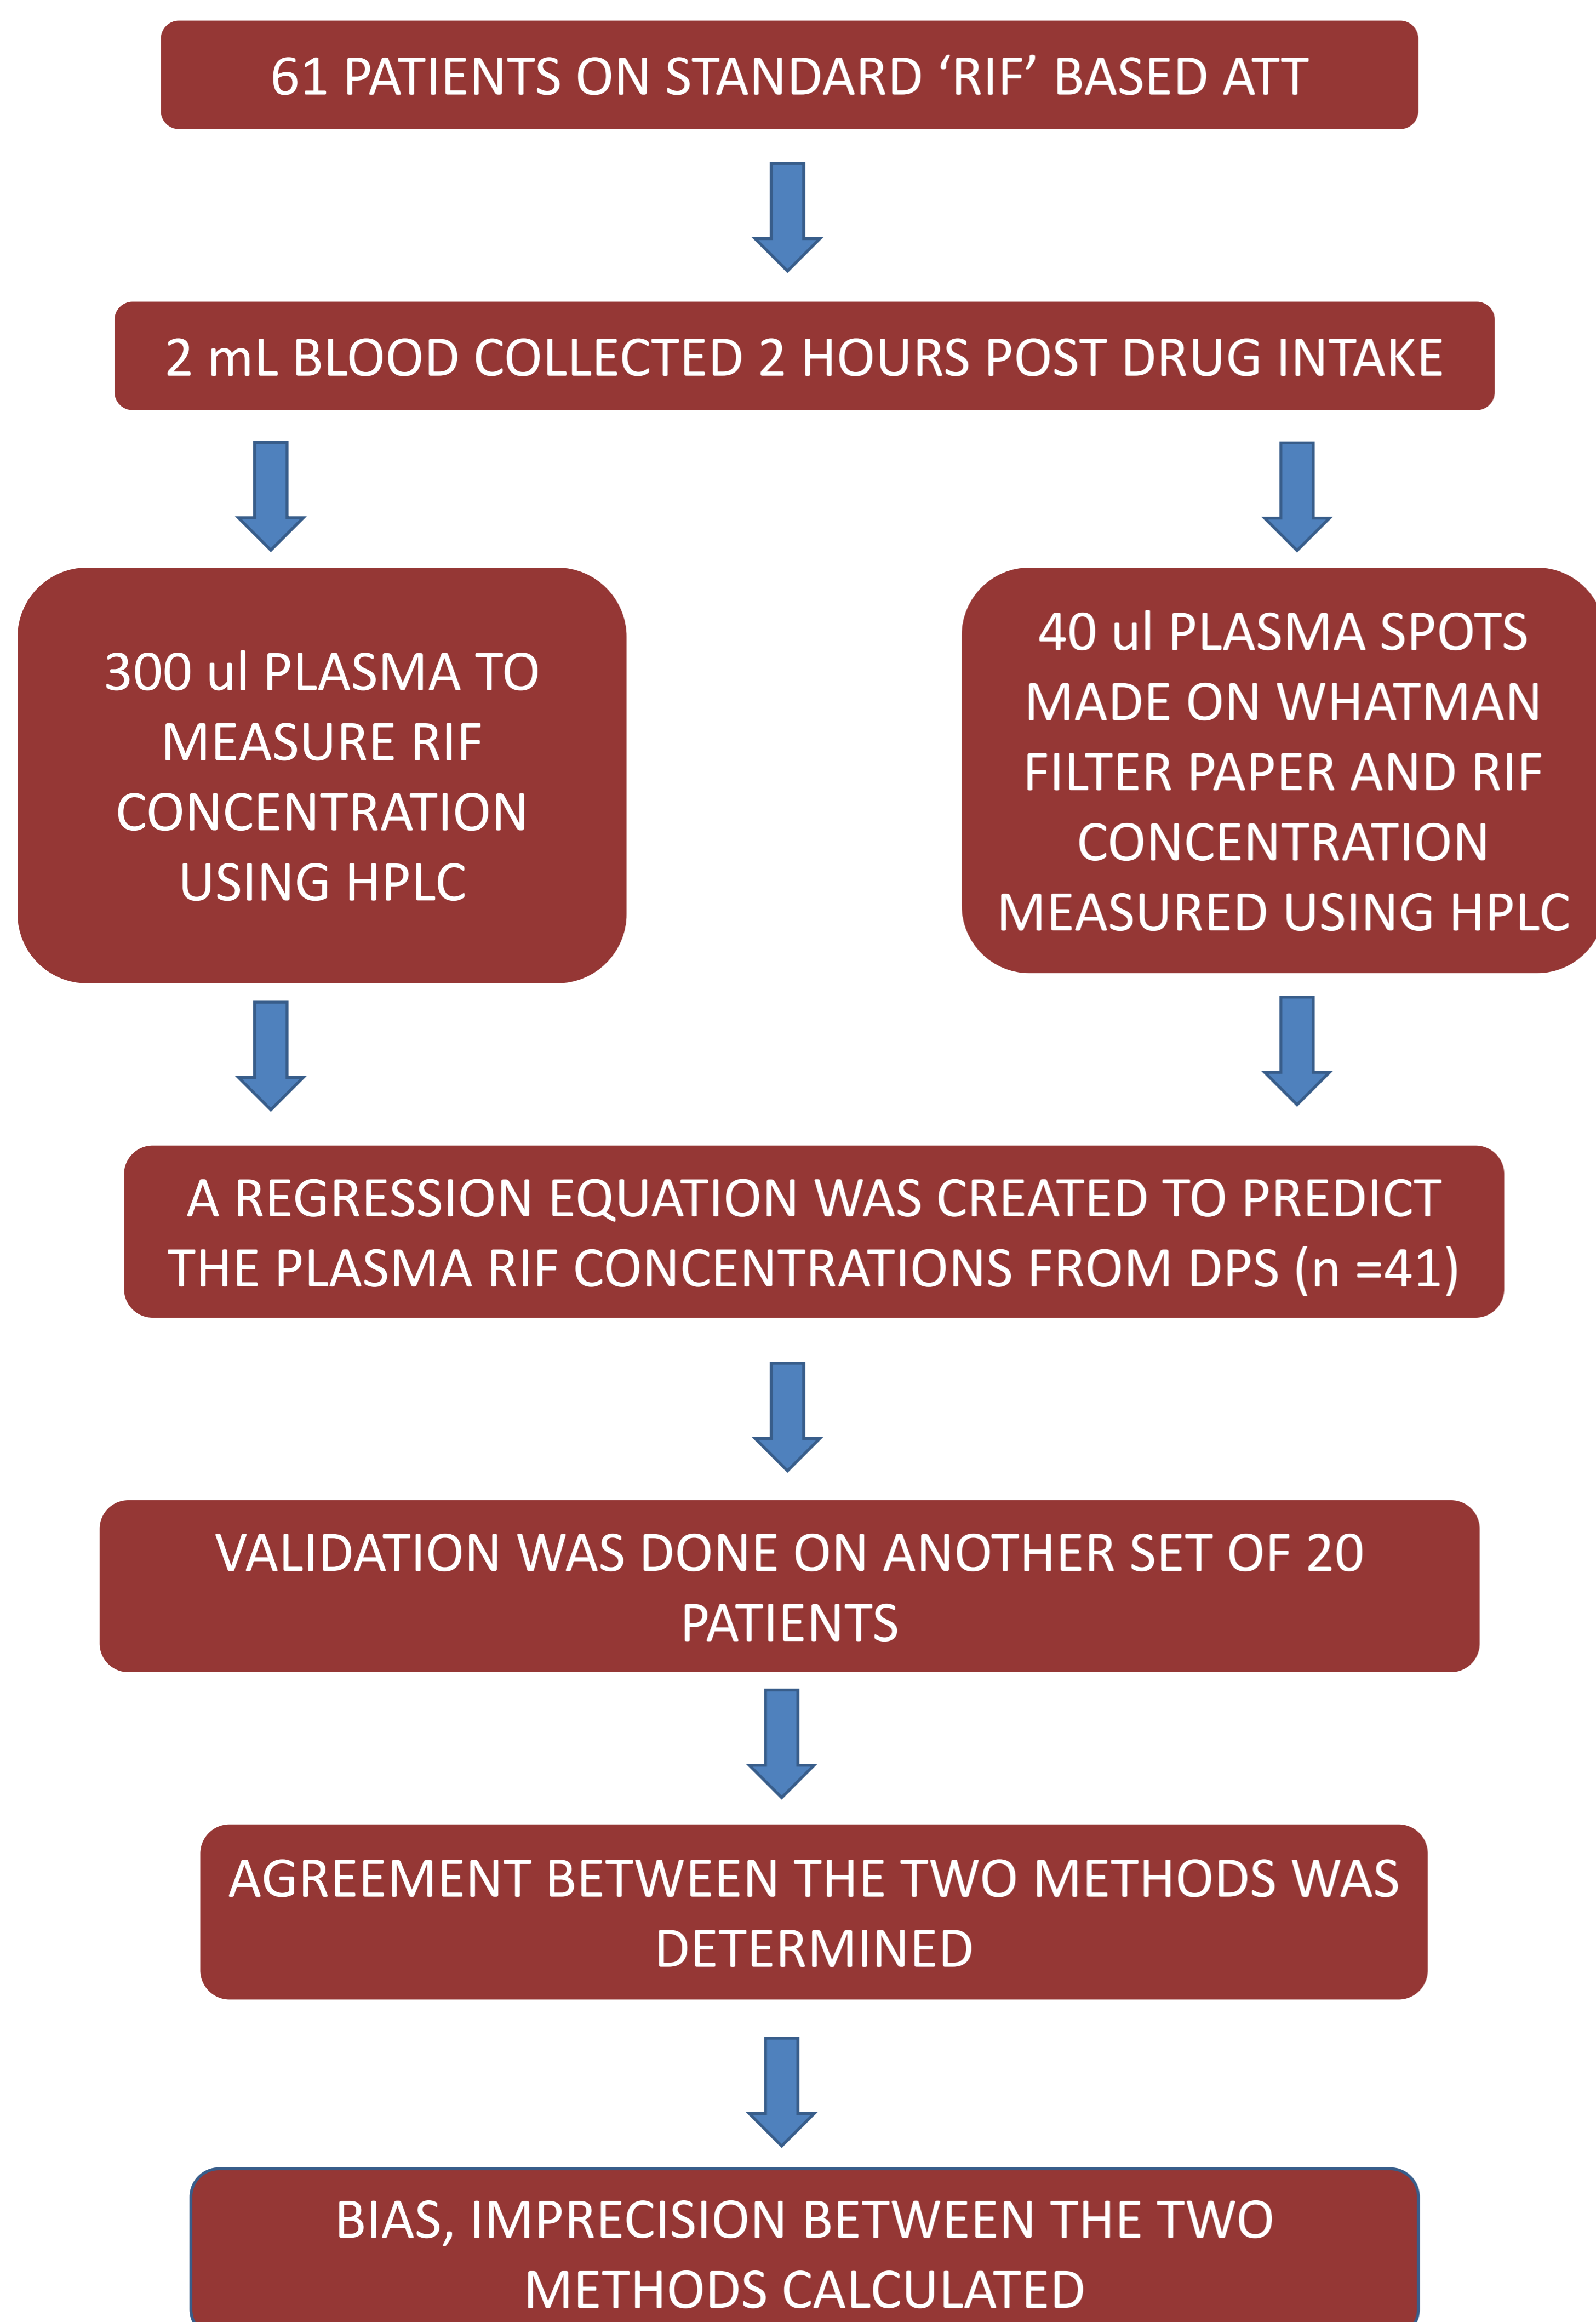 61 PATIENTS ON STANDARD ‘RIF’ BASED ATT
2 mL BLOOD COLLECTED 2 HOURS POST DRUG INTAKE
300 ul PLASMA TO
MEASURE RIF
CONCENTRATION
USING HPLC
40 ul PLASMA SPOTS
MADE ON WHATMAN
FILTER PAPER AND RIF
CONCENTRATION
MEASURED USING HPLC
A REGRESSION EQUATION WAS CREATED TO PREDICT
THE PLASMA RIF CONCENTRATIONS FROM DPS (n =41)
VALIDATION WAS DONE ON ANOTHER SET OF 20
PATIENTS
AGREEMENT BETWEEN THE TWO METHODS WAS
DETERMINED
BIAS, IMPRECISION BETWEEN THE TWO
METHODS CALCULATED